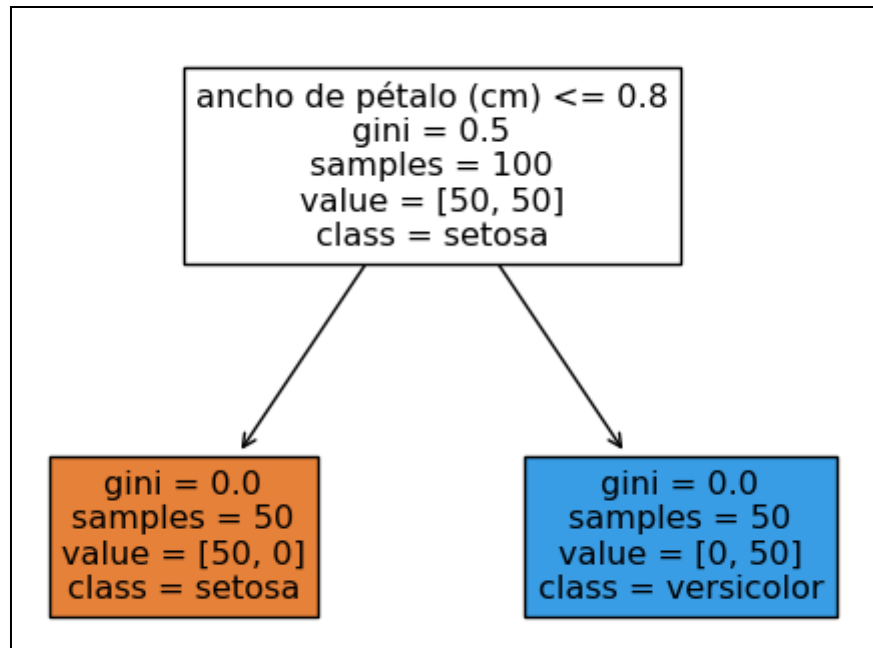 ancho de pétalo (cm) <= 0.8
gini = 0.5
samples = 100
value = [50, 50]
class = setosa
gini = 0.0
samples = 50
value = [50, 0]
class = setosa
gini = 0.0
samples = 50
value = [0, 50]
class = versicolor